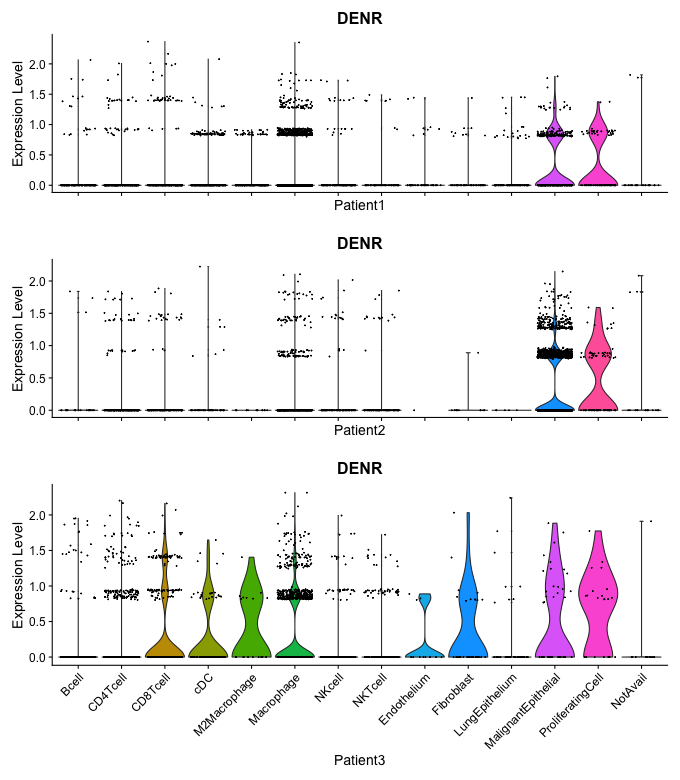 DENR
Expression Level
2.0
1.5
1.0
0.5
0.0
Patient1
DENR
Expression Level
2.0
1.5
1.0
0.5
0.0
Patient2
DENR
Expression Level
2.0
1.5
1.0
0.5
0.0
Bcell
CD4Tcell
CD8Tcell
cDC
M2Macrophage
Macrophage
NKcell
NKTcell
Endothelium
Fibroblast
LungEpithelium
MalignantEpithelial
ProliferatingCell
NotAvail
Patient3